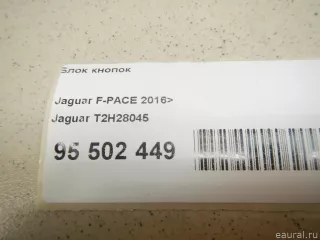 Блок кнопок
Jaguar F-PACE 2016>
Jaguar T2H28045
95 502 449
eaural.ru